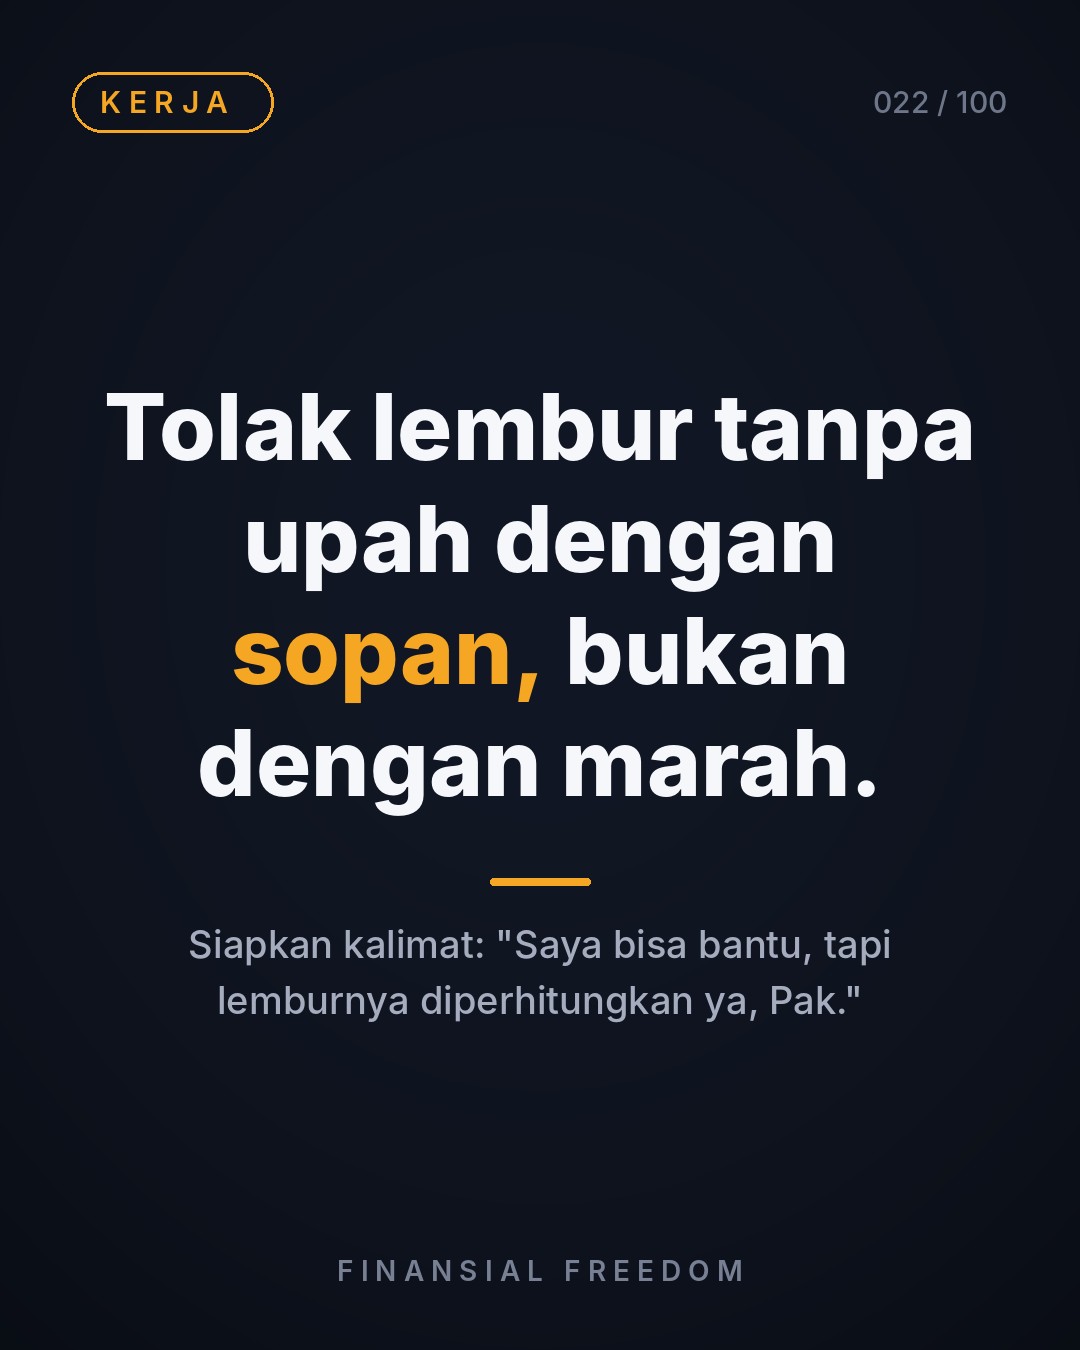 KERJA
022 / 100
Tolak lembur tanpa
upah dengan
sopan, bukan
dengan marah.
Siapkan kalimat: "Saya bisa bantu, tapi
lemburnya diperhitungkan ya, Pak."
FINANSIAL FREEDOM